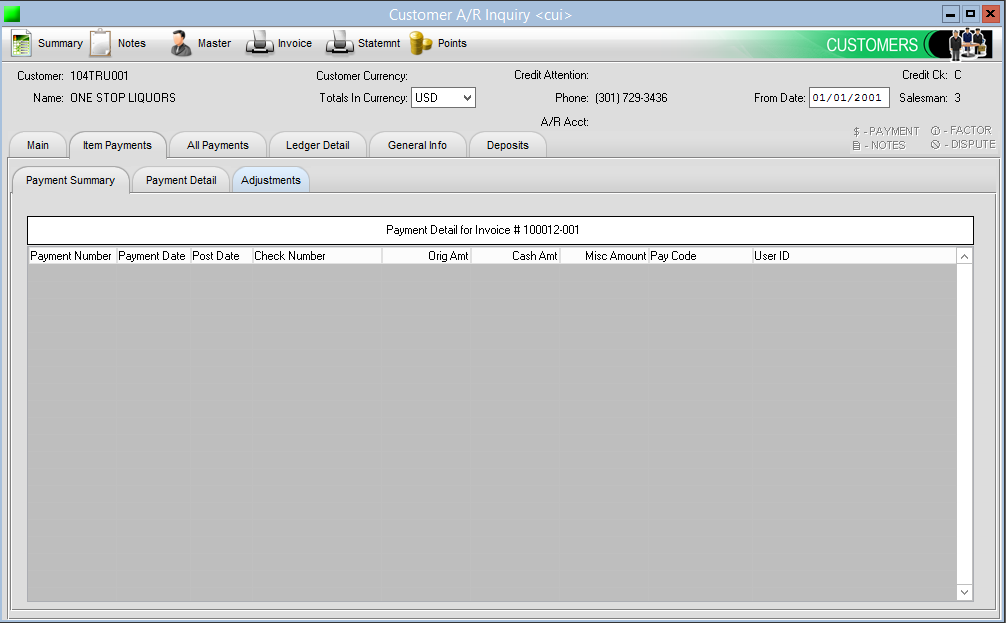 Customer A/R Inquiry <cui>
Summary Notes Master Invoice Statemnt Points CUSTOMERS
Customer: 104TRU001 Customer Currency: Credit Attention: Credit Ck: C
Name: ONE STOP LIQUORS Totals In Currency: USD Phone: (301) 729-3436 From Date: 01/01/2001 Salesman: 3
A/R Acct:
$ - PAYMENT - FACTOR
- NOTES - DISPUTE
Main Item Payments All Payments Ledger Detail General Info Deposits
Payment Summary Payment Detail Adjustments
Payment Detail for Invoice # 100012-001
Payment Number Payment Date Post Date Check Number Orig Amt Cash Amt Misc Amount Pay Code User ID